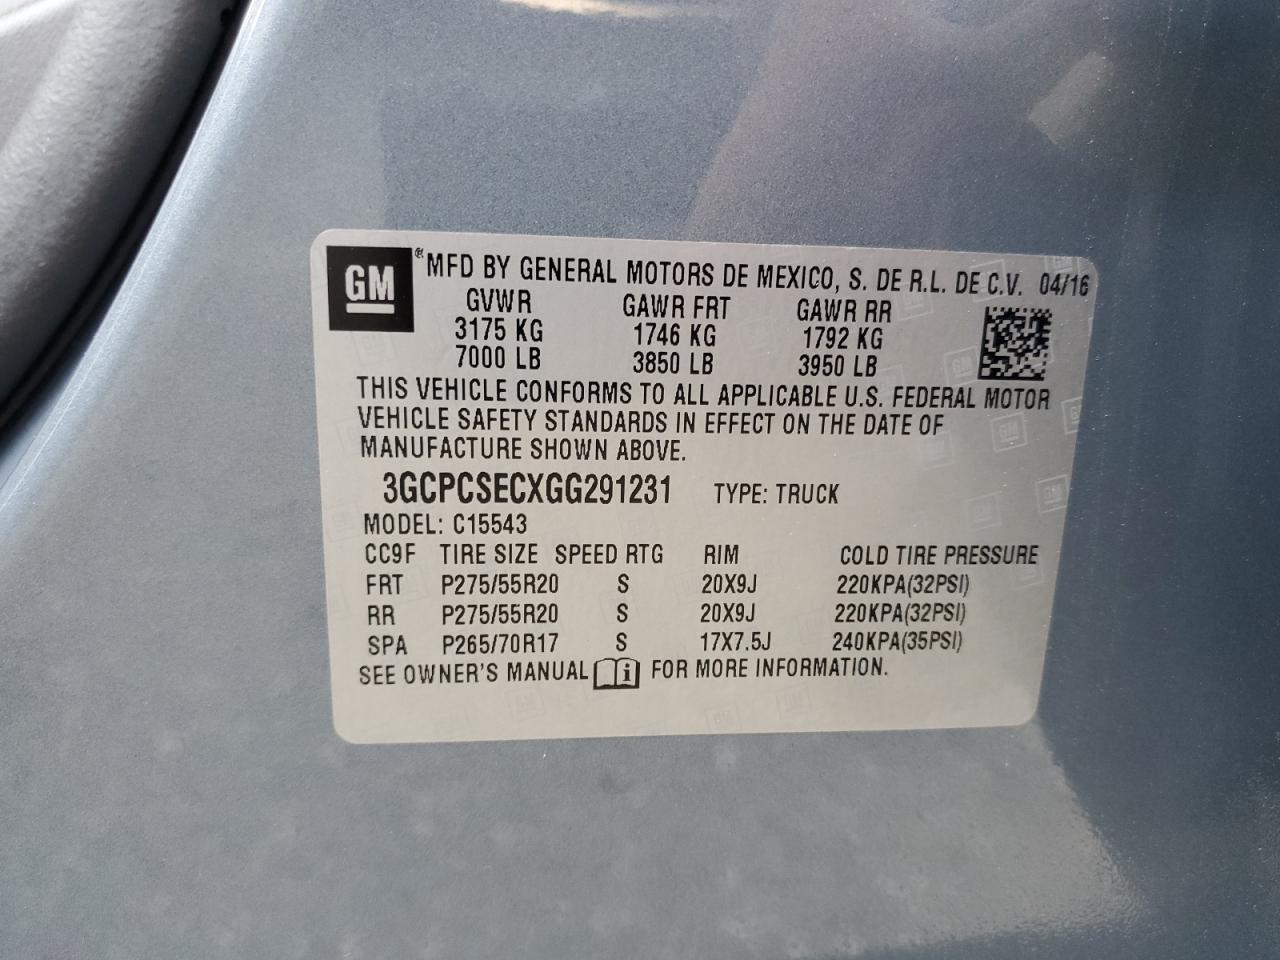 GM ® MFD BY GENERAL MOTORS DE MEXICO, S. DE R.L. DE C.V. 04/16
GVWR GAWR FRT GAWR RR
3175 KG 1746 KG 1792 KG
7000 LB 3850 LB 3950 LB
THIS VEHICLE CONFORMS TO ALL APPLICABLE U.S. FEDERAL MOTOR
VEHICLE SAFETY STANDARDS IN EFFECT ON THE DATE OF
MANUFACTURE SHOWN ABOVE.
3GCPCSECXGG291231 TYPE: TRUCK
MODEL: C15543
CC9F TIRE SIZE SPEED RTG RIM COLD TIRE PRESSURE
FRT P275/55R20 S 20X9J 220KPA(32PSI)
RR P275/55R20 S 20X9J 220KPA(32PSI)
SPA P265/70R17 S 17X7.5J 240KPA(35PSI)
SEE OWNER'S MANUAL i FOR MORE INFORMATION.